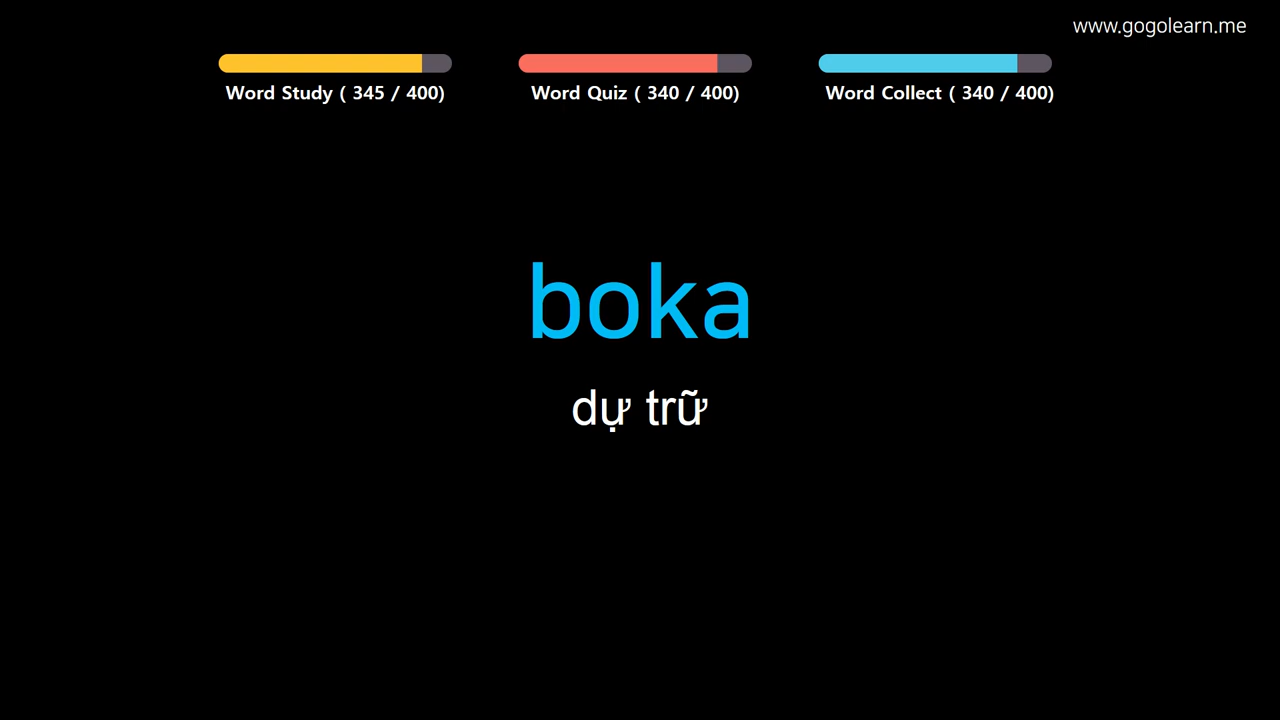 www.gogolearn.me
Word Study ( 345 / 400)
Word Quiz ( 340 / 400)
Word Collect ( 340 / 400)
boka
dự trữ